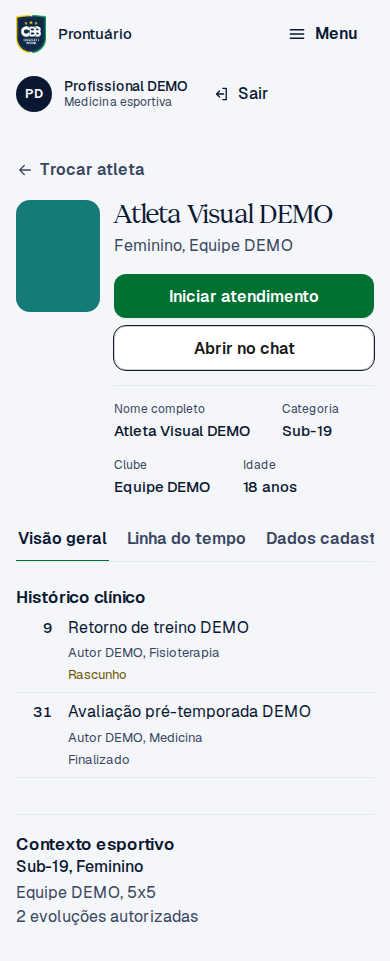 CBB
Prontuário
Menu
PD
Profissional DEMO
Medicina esportiva
Sair
Trocar atleta
Atleta Visual DEMO
Feminino, Equipe DEMO
Iniciar atendimento
Abrir no chat
Nome completo
Categoria
Atleta Visual DEMO
Sub-19
Clube
Idade
Equipe DEMO
18 anos
Visão geral
Linha do tempo
Dados cadast
Histórico clínico
9 Retorno de treino DEMO
Autor DEMO, Fisioterapia
Rascunho
31 Avaliação pré-temporada DEMO
Autor DEMO, Medicina
Finalizado
Contexto esportivo
Sub-19, Feminino
Equipe DEMO, 5x5
2 evoluções autorizadas